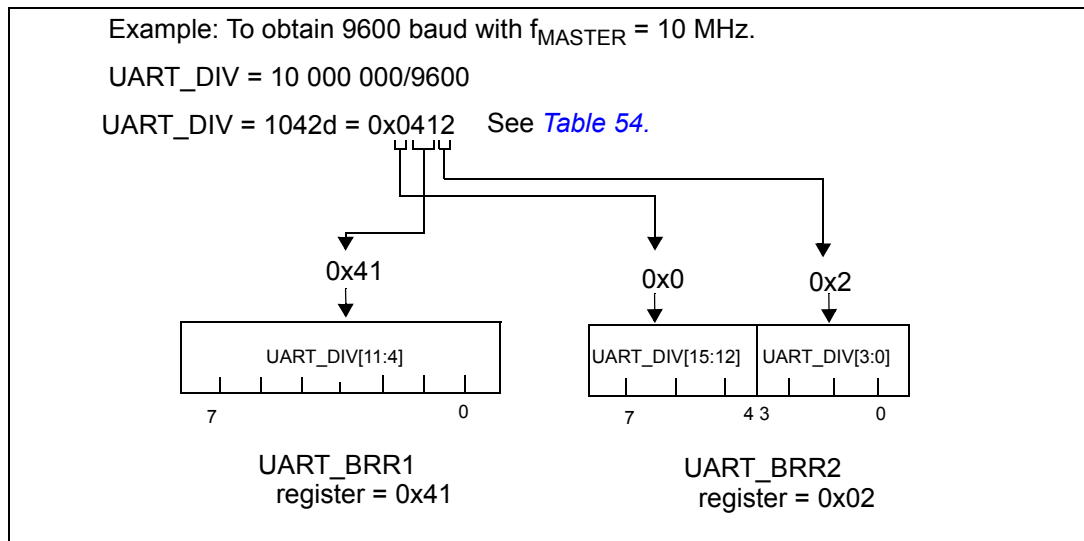 Example: To obtain 9600 baud with fMASTER = 10 MHz.
UART_DIV = 10 000 000/9600
UART_DIV = 1042d = 0x0412 See Table 54.
0x41 0x0 0x2
UART_DIV[11:4] UART_DIV[15:12] UART_DIV[3:0]
7 0 7 4 3 0
UART_BRR1 UART_BRR2
register = 0x41 register = 0x02